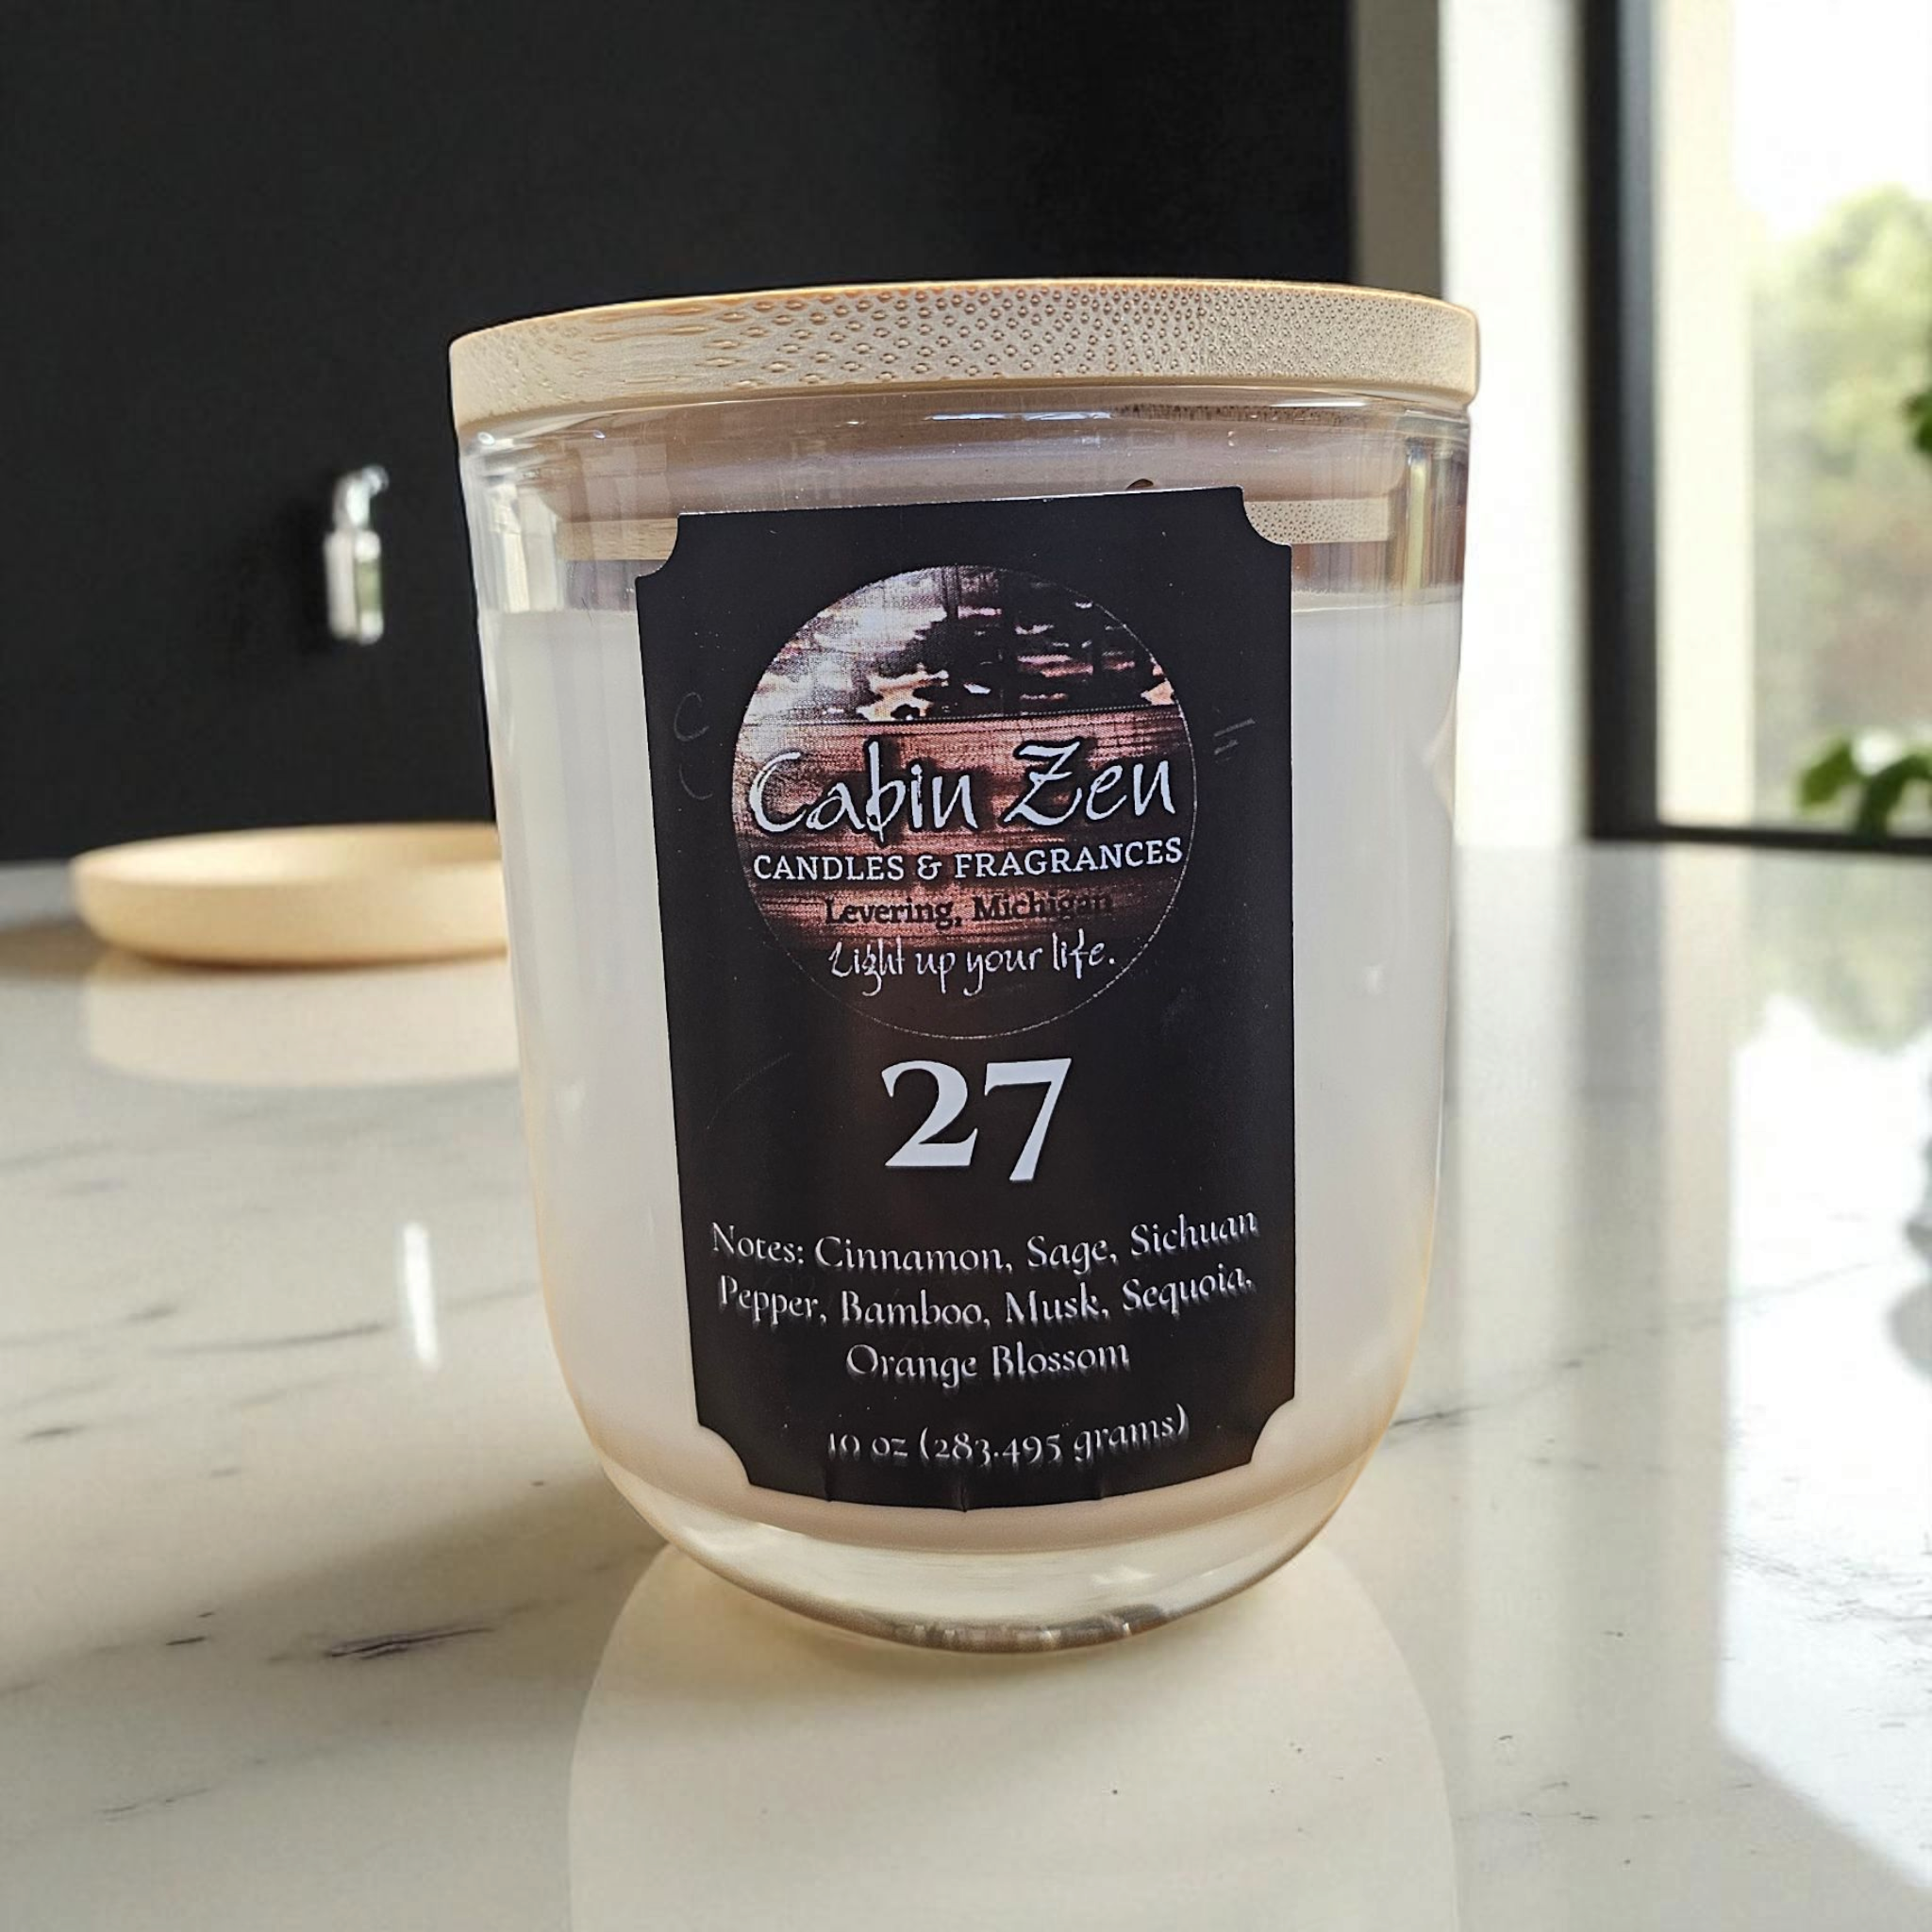 Cabin Zen
CANDLES & FRAGRANCES
Levering, Michigan
Light up your life.
27
Notes: Cinnamon, Sage, Sichuan
Pepper, Bamboo, Musk, Sequoia,
Orange Blossom
10 oz (283.495 grams)